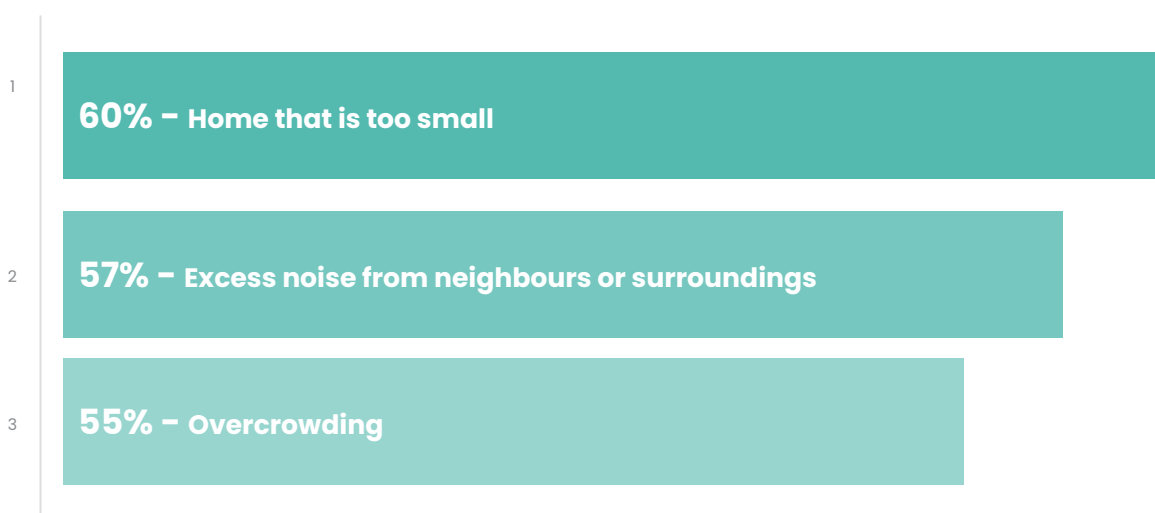 1
60% - Home that is too small
2
57% - Excess noise from neighbours or surroundings
3
55% - Overcrowding